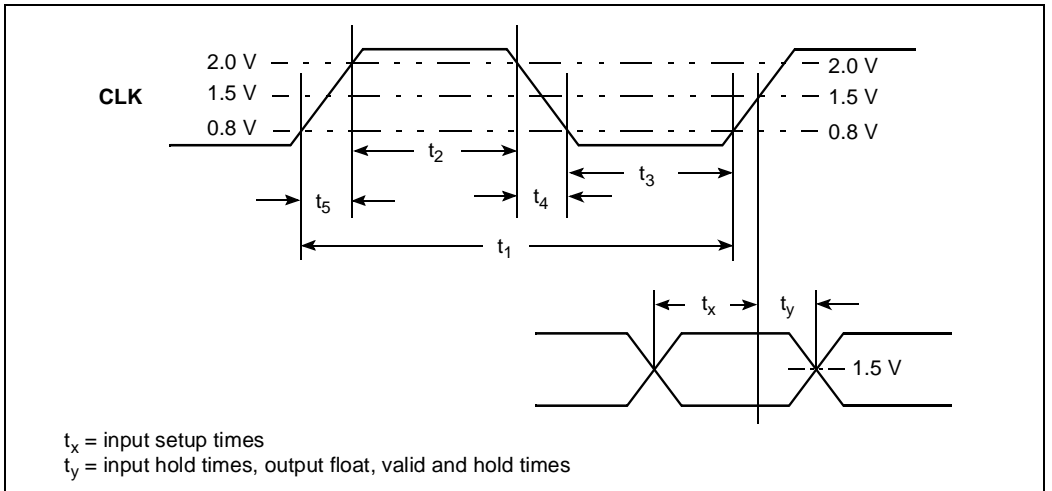 2.0 V
2.0 V
CLK
1.5 V
1.5 V
0.8 V
0.8 V
t2
t3
t5
t4
t1
tx
ty
1.5 V
tx = input setup times
ty = input hold times, output float, valid and hold times